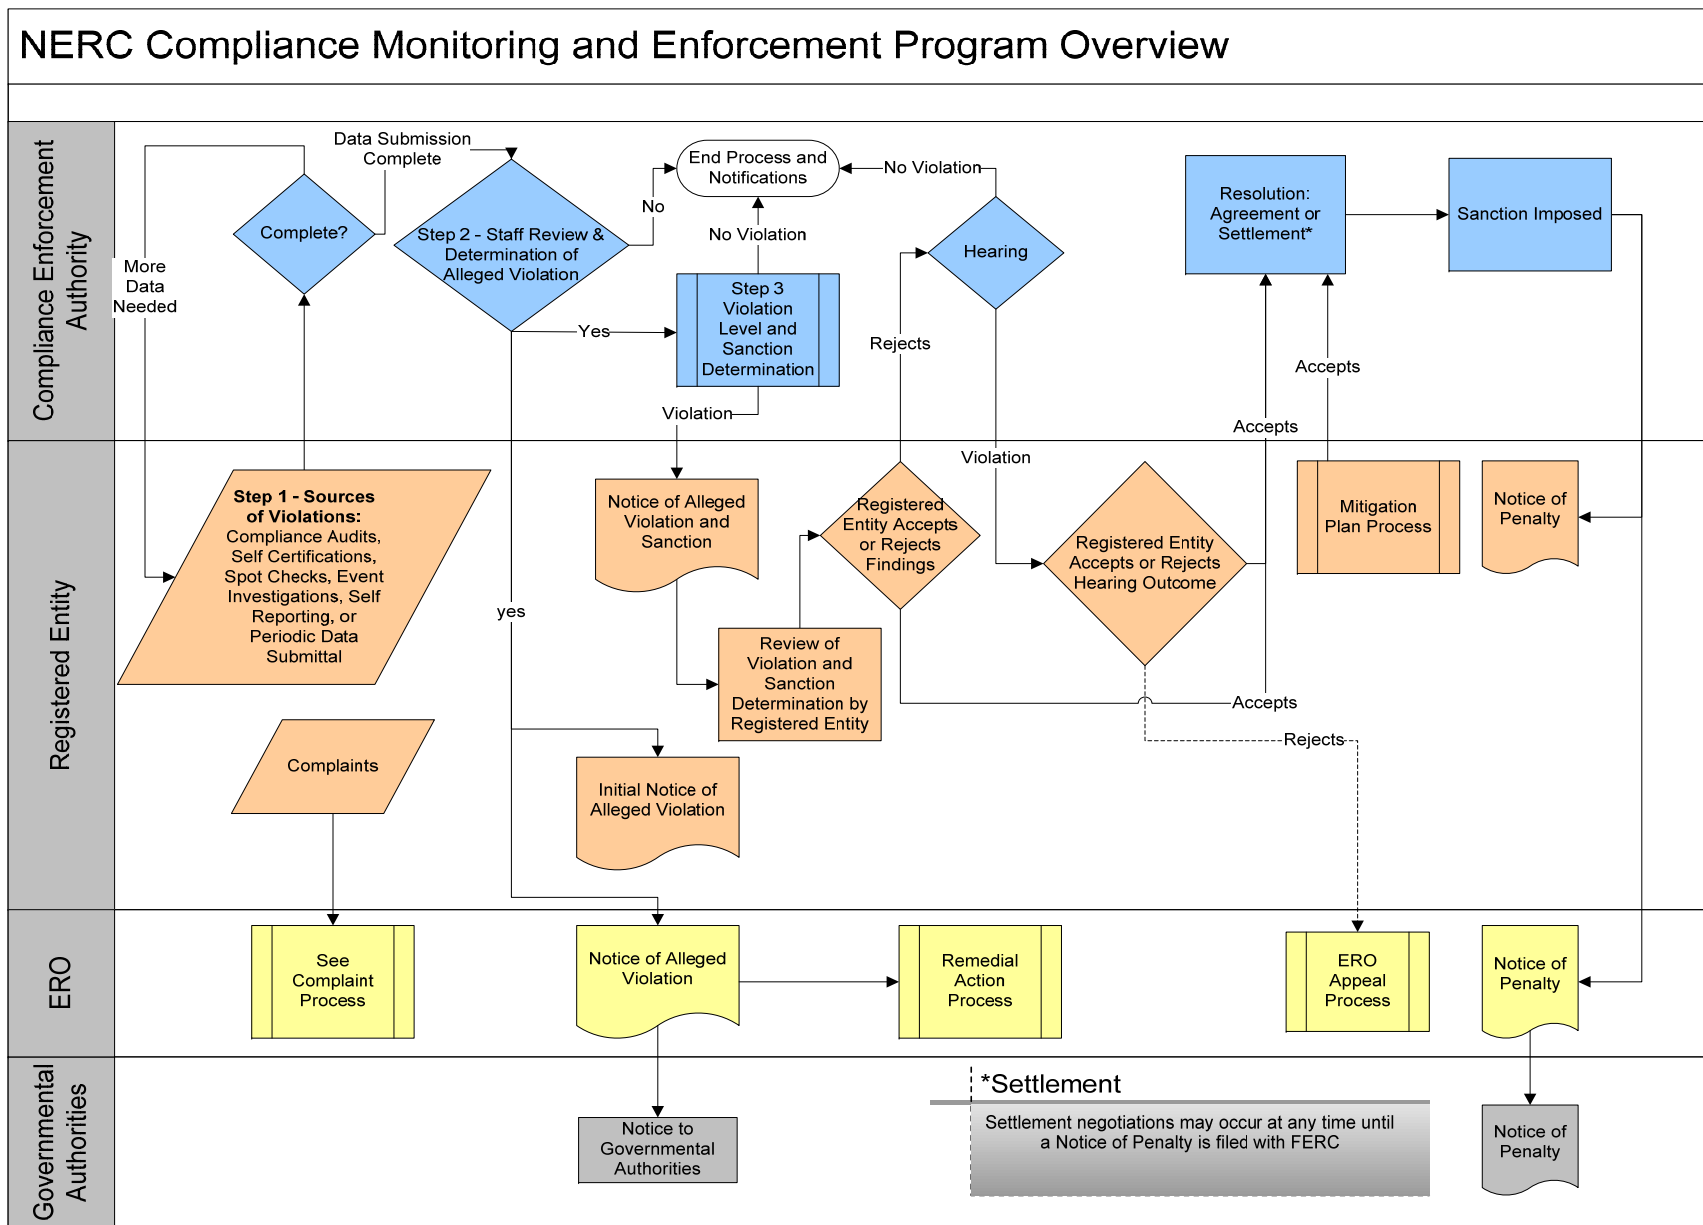 NERC Compliance Monitoring and Enforcement Program Overview
Compliance Enforcement
Authority
More
Data
Needed
Complete?
Data Submission
Complete
Step 2 - Staff Review &
Determination of
Alleged Violation
No
Yes
End Process and
Notifications
No Violation
Step 3
Violation
Level and
Sanction
Determination
Violation
No Violation
Hearing
Rejects
Resolution:
Agreement or
Settlement*
Sanction Imposed
Accepts
Accepts
Registered Entity
Step 1 - Sources
of Violations:
Compliance Audits,
Self Certifications,
Spot Checks, Event
Investigations, Self
Reporting, or
Periodic Data
Submittal
Complaints
yes
Notice of Alleged
Violation and
Sanction
Review of
Violation and
Sanction
Determination by
Registered Entity
Initial Notice of
Alleged Violation
Registered
Entity Accepts
or Rejects
Findings
Violation
Registered Entity
Accepts or Rejects
Hearing Outcome
Accepts
Rejects
Mitigation
Plan Process
Notice of
Penalty
ERO
See
Complaint
Process
Notice of Alleged
Violation
Remedial
Action
Process
ERO
Appeal
Process
Notice of
Penalty
Governmental
Authorities
Notice to
Governmental
Authorities
*Settlement
Settlement negotiations may occur at any time until
a Notice of Penalty is filed with FERC
Notice of
Penalty